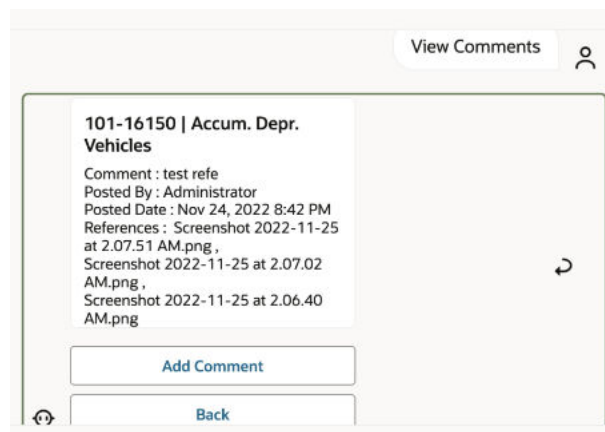 View Comments
101-16150 | Accum. Depr.
Vehicles
Comment : test refe
Posted By : Administrator
Posted Date : Nov 24, 2022 8:42 PM
References : Screenshot 2022-11-25
at 2.07.51 AM.png ,
Screenshot 2022-11-25 at 2.07.02
AM.png ,
Screenshot 2022-11-25 at 2.06.40
AM.png
Add Comment
Back